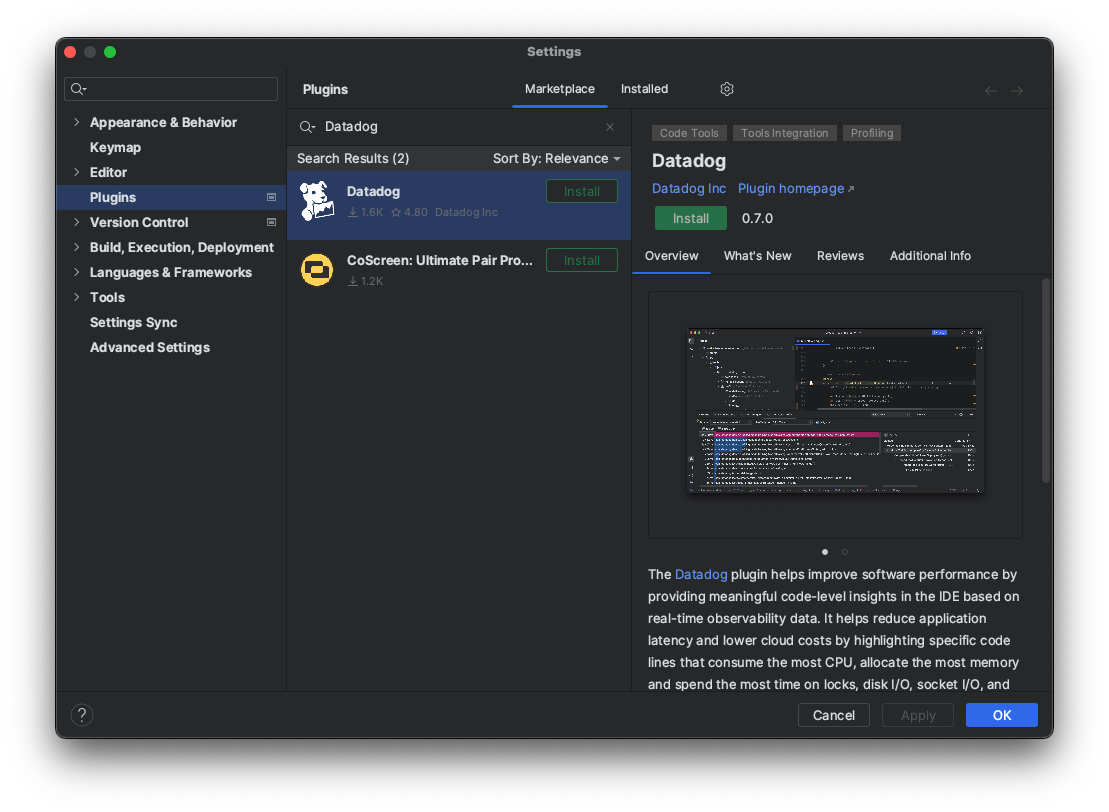 Settings
Appearance & Behavior
Keymap
Editor
Plugins
Version Control
Build, Execution, Deployment
Languages & Frameworks
Tools
Settings Sync
Advanced Settings
Plugins
Marketplace
Installed
Datadog
Search Results (2)
Sort By: Relevance
Datadog
Install
1.6K 4.80 Datadog Inc
CoScreen: Ultimate Pair Pro...
Install
1.2K
Code Tools
Tools Integration
Profiling
Datadog
Datadog Inc
Plugin homepage
Install
0.7.0
Overview
What's New
Reviews
Additional Info
The Datadog plugin helps improve software performance by
providing meaningful code-level insights in the IDE based on
real-time observability data. It helps reduce application
latency and lower cloud costs by highlighting specific code
lines that consume the most CPU, allocate the most memory
and spend the most time on locks, disk I/O, socket I/O, and
?
Cancel
Apply
OK